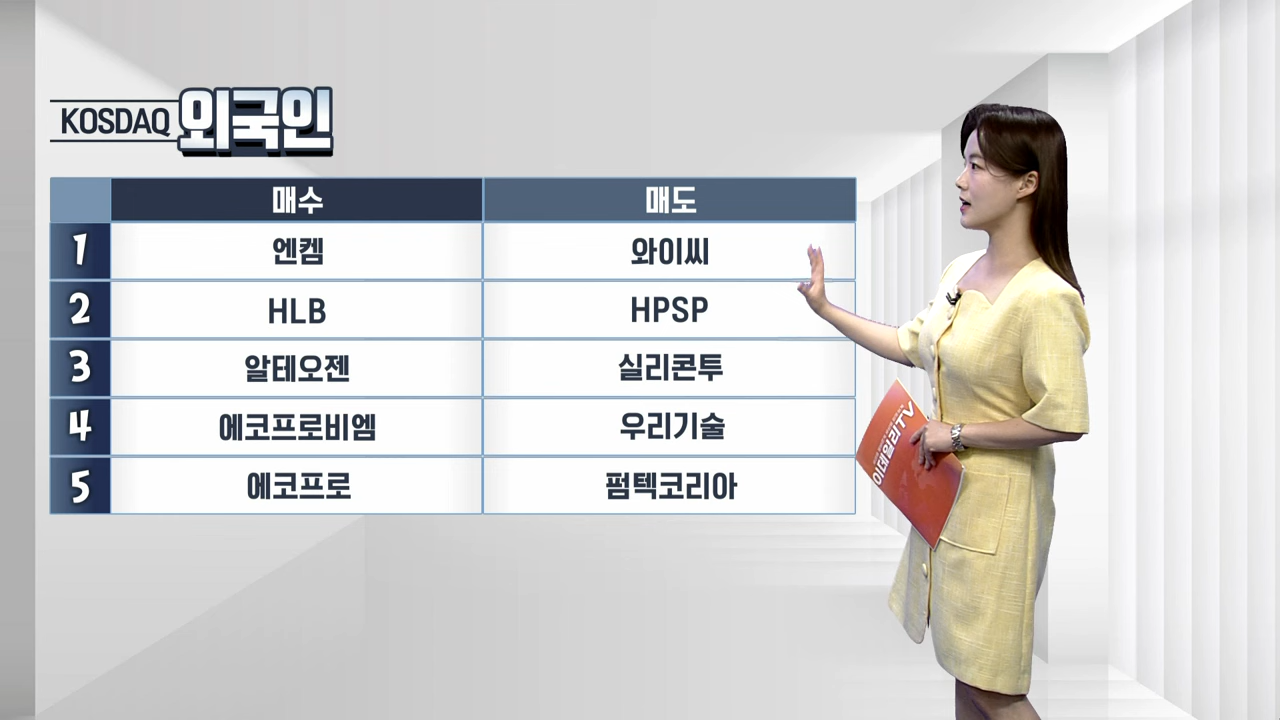 KOSDAQ 외국인
매수 매도
1 엔켐 와이씨
2 HLB HPSP
3 알테오젠 실리콘투
4 에코프로비엠 우리기술
5 에코프로 펌텍코리아
이데일리TV